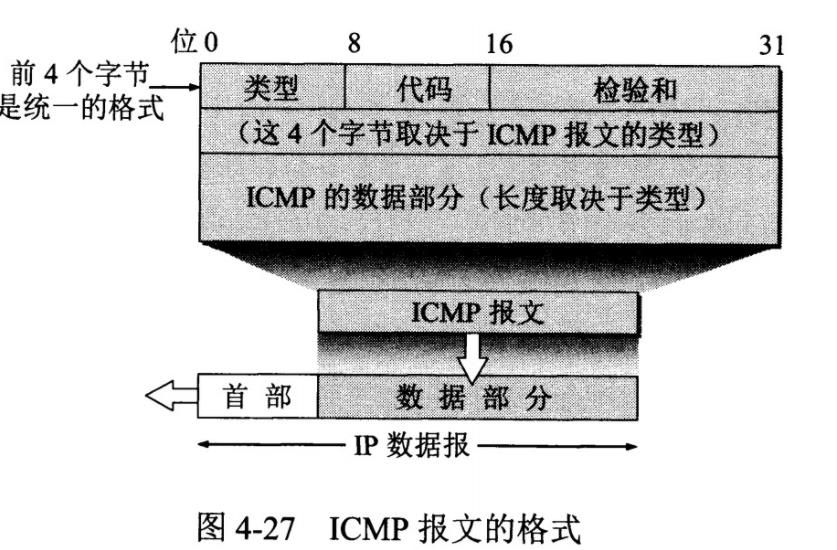 位 0 8 16 31
前 4 个字节
是统一的格式
类型 代码 检验和
（这 4 个字节取决于 ICMP 报文的类型）
ICMP 的数据部分（长度取决于类型）
ICMP 报文
首 部 数 据 部 分
IP 数据报
图 4-27 ICMP 报文的格式